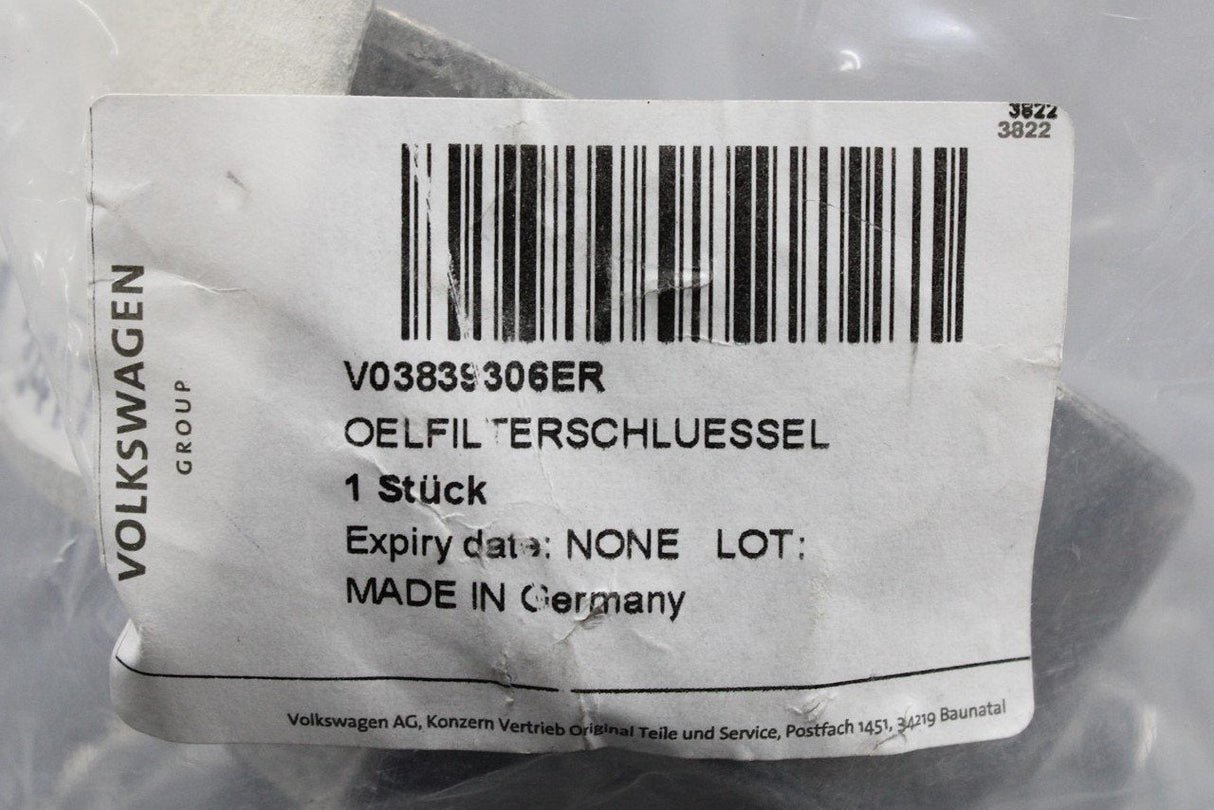 3822
3822
VOLKSWAGEN
GROUP
V03839306ER
OELFILTERSCHLUESSEL
1 Stück
Expiry date: NONE LOT:
MADE IN Germany
Volkswagen AG, Konzern Vertrieb Original Teile und Service, Postfach 1451, 34219 Baunatal